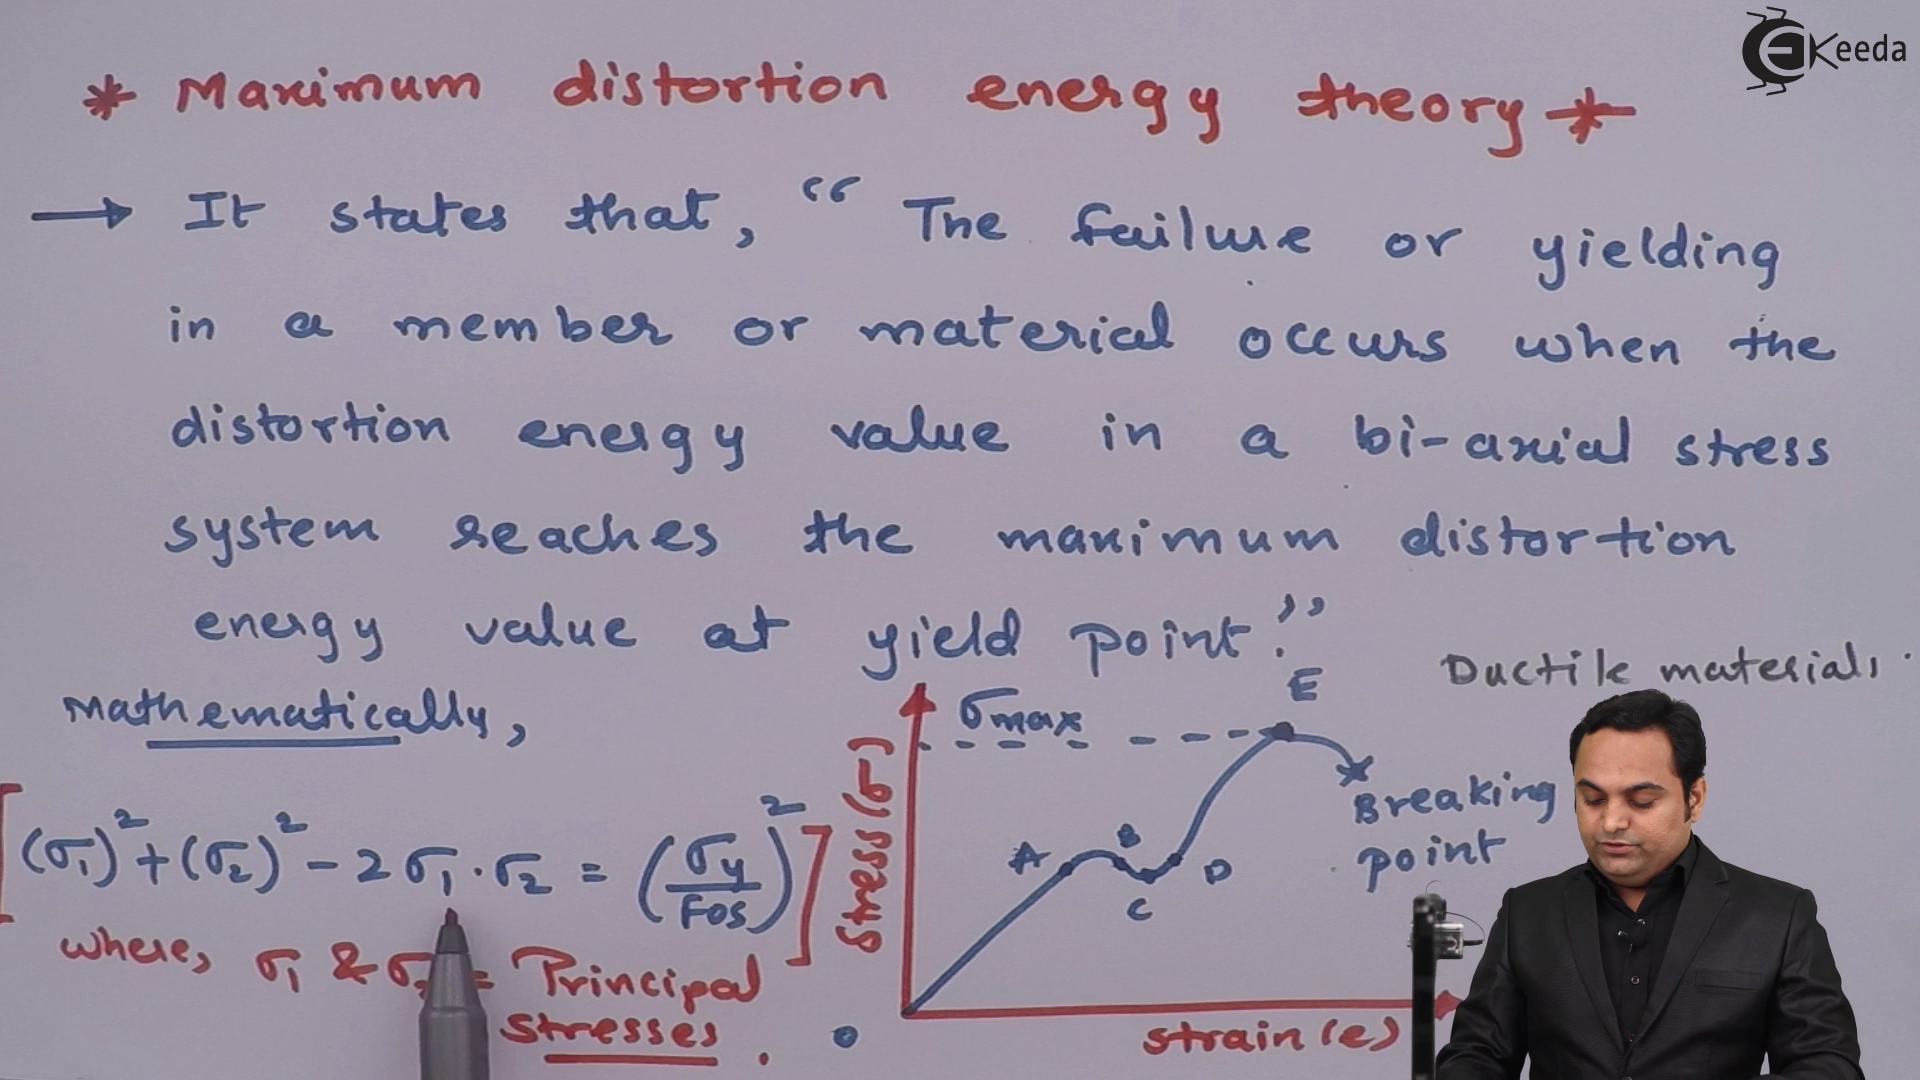 Keeda
* Maximum distortion energy theory *
→ It states that, “ The failure or yielding
in a member or material occurs when the
distortion energy value in a bi-axial stress
system reaches the maximum distortion
energy value at yield point.”
Ductile materials.
Mathematically,
[(σ₁)² + (σ₂)² - 2σ₁·σ₂ = (σy/FOS)²]
where, σ₁ & σ₂ = Principal
stresses.
Stress (σ)
σmax
E
A
B
C
D
Breaking
point
O
strain (e)